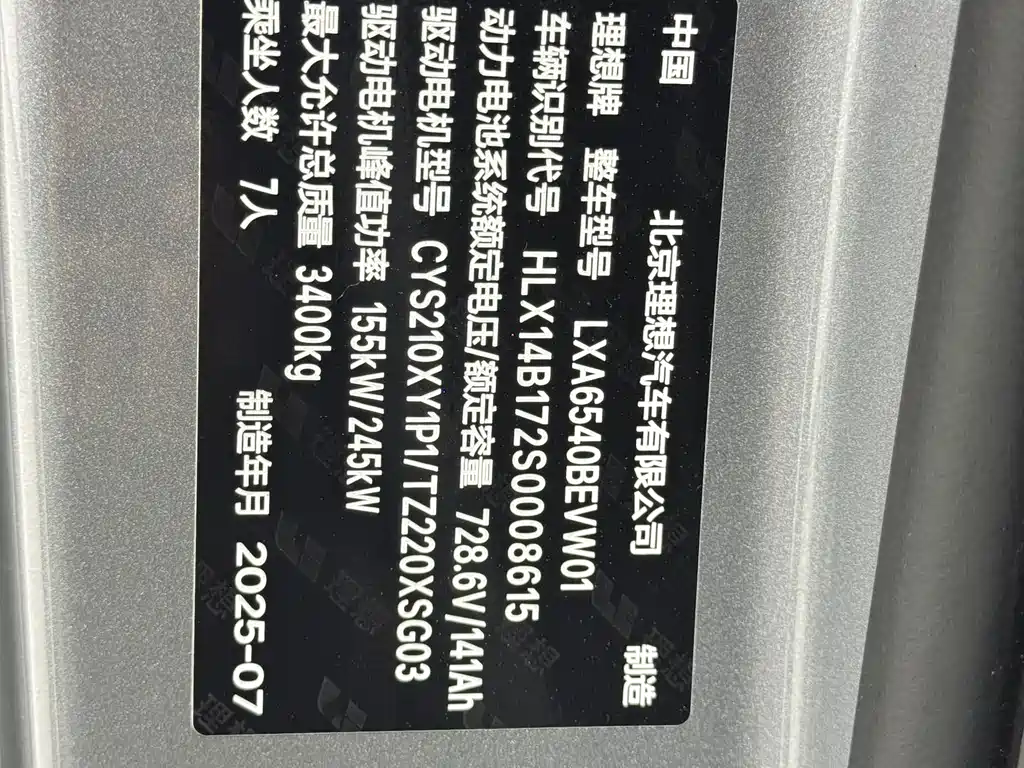 中国 北京理想汽车有限公司 制造
理想牌 整车型号 LXA6540BEVW01
车辆识别代号 HLX14B172S0008615
动力电池系统额定电压/额定容量 728.6V/141Ah
驱动电机型号 CYS210XY1P1/TZ220XSG03
驱动电机峰值功率 155kW/245kW
最大允许总质量 3400kg
乘坐人数 7人 制造年月 2025-07